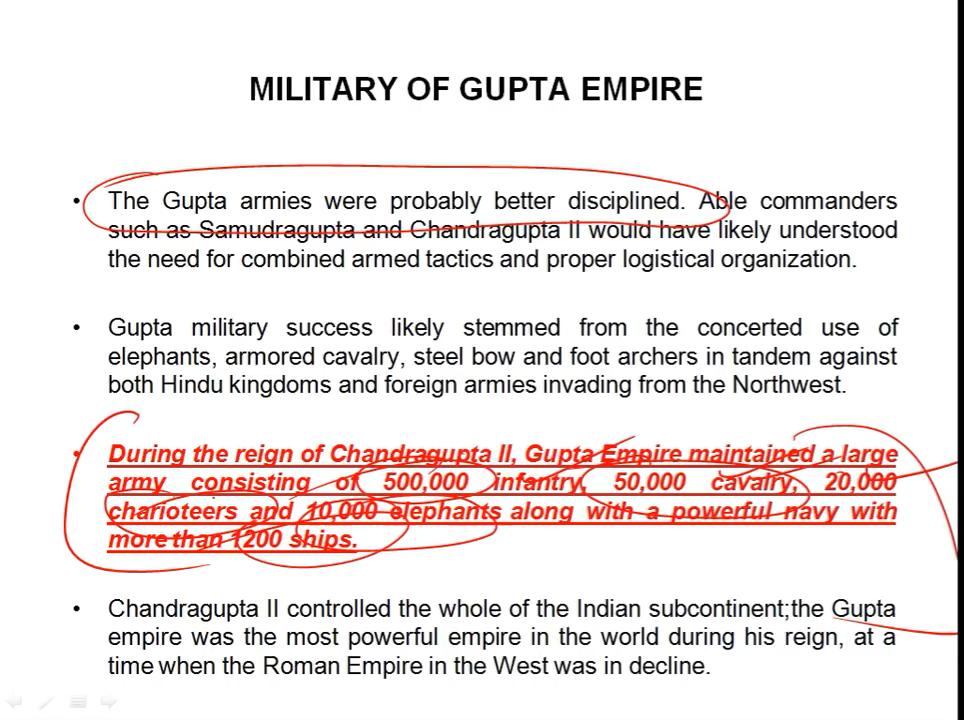 MILITARY OF GUPTA EMPIRE
• The Gupta armies were probably better disciplined. Able commanders
such as Samudragupta and Chandragupta II would have likely understood
the need for combined armed tactics and proper logistical organization.
• Gupta military success likely stemmed from the concerted use of
elephants, armored cavalry, steel bow and foot archers in tandem against
both Hindu kingdoms and foreign armies invading from the Northwest.
• During the reign of Chandragupta II, Gupta Empire maintained a large
army consisting of 500,000 infantry, 50,000 cavalry, 20,000
charioteers and 10,000 elephants along with a powerful navy with
more than 1200 ships.
• Chandragupta II controlled the whole of the Indian subcontinent;the Gupta
empire was the most powerful empire in the world during his reign, at a
time when the Roman Empire in the West was in decline.